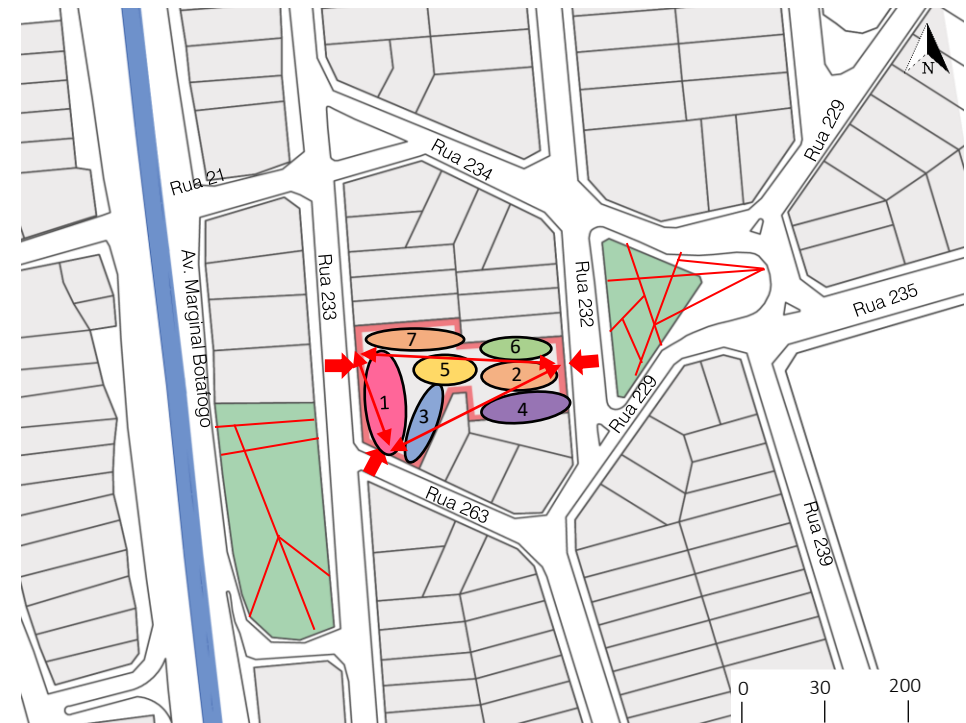 N
Rua 229
Rua 234
Rua 21
Av. Marginal Botafogo
Rua 233
Rua 232
Rua 235
7
6
5
2
1
3
4
Rua 229
Rua 263
Rua 239
0 30 200